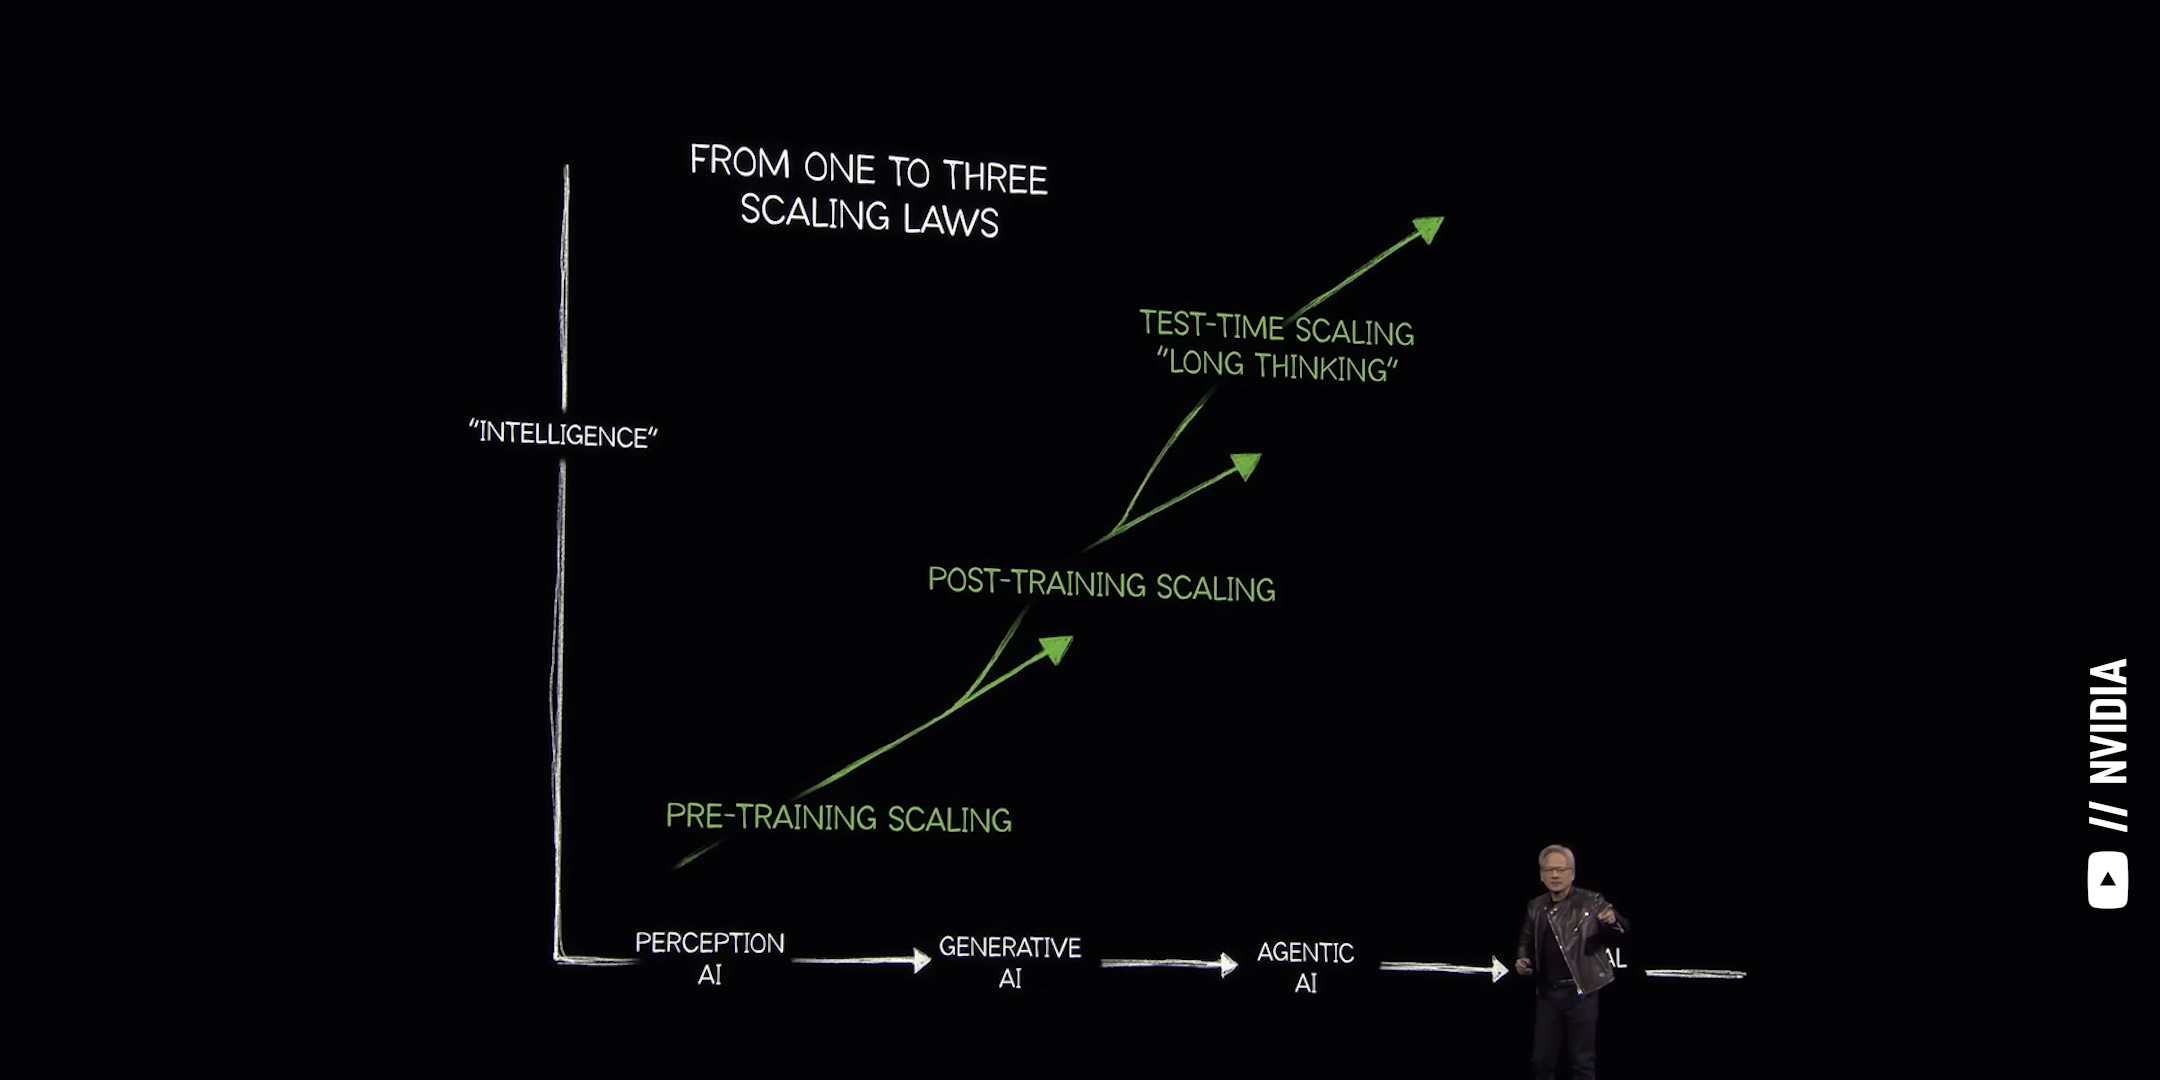 FROM ONE TO THREE
SCALING LAWS
TEST-TIME SCALING
"LONG THINKING"
"INTELLIGENCE"
POST-TRAINING SCALING
PRE-TRAINING SCALING
PERCEPTION
AI
GENERATIVE
AI
AGENTIC
AI
// NVIDIA